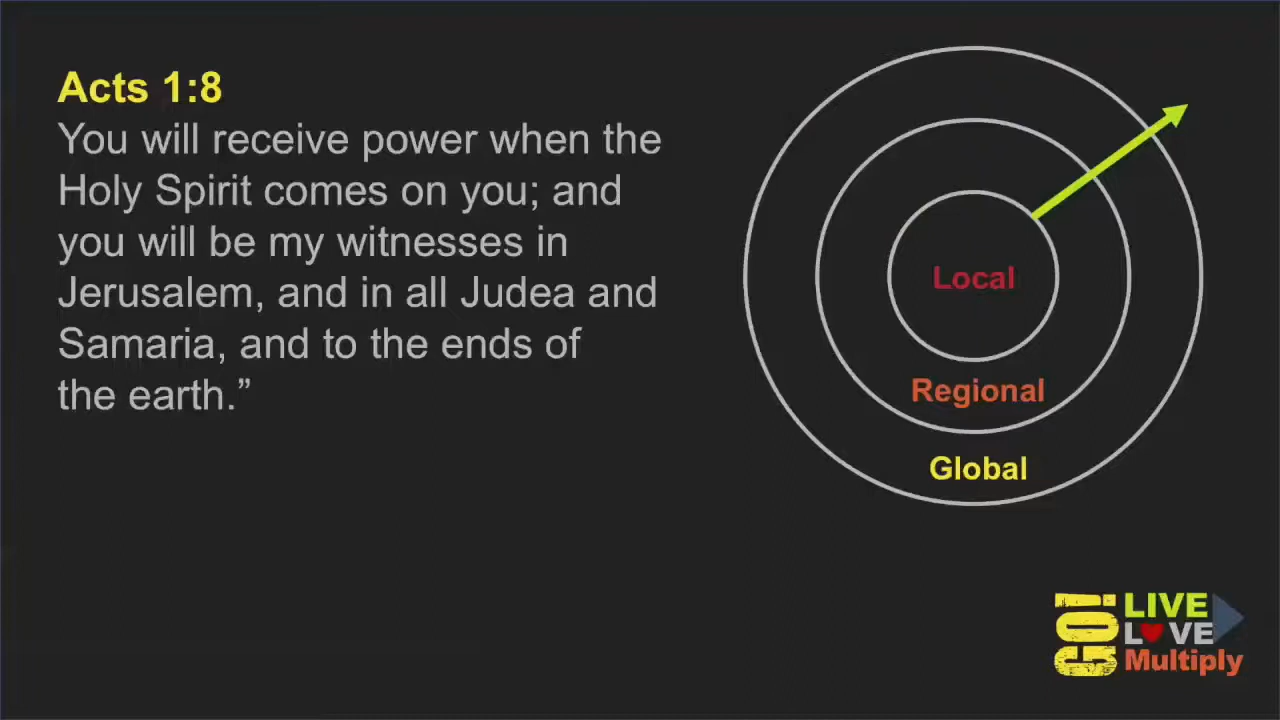 Acts 1:8
You will receive power when the
Holy Spirit comes on you; and
you will be my witnesses in
Jerusalem, and in all Judea and
Samaria, and to the ends of
the earth.”
Local
Regional
Global
GO!
LIVE
LOVE
Multiply